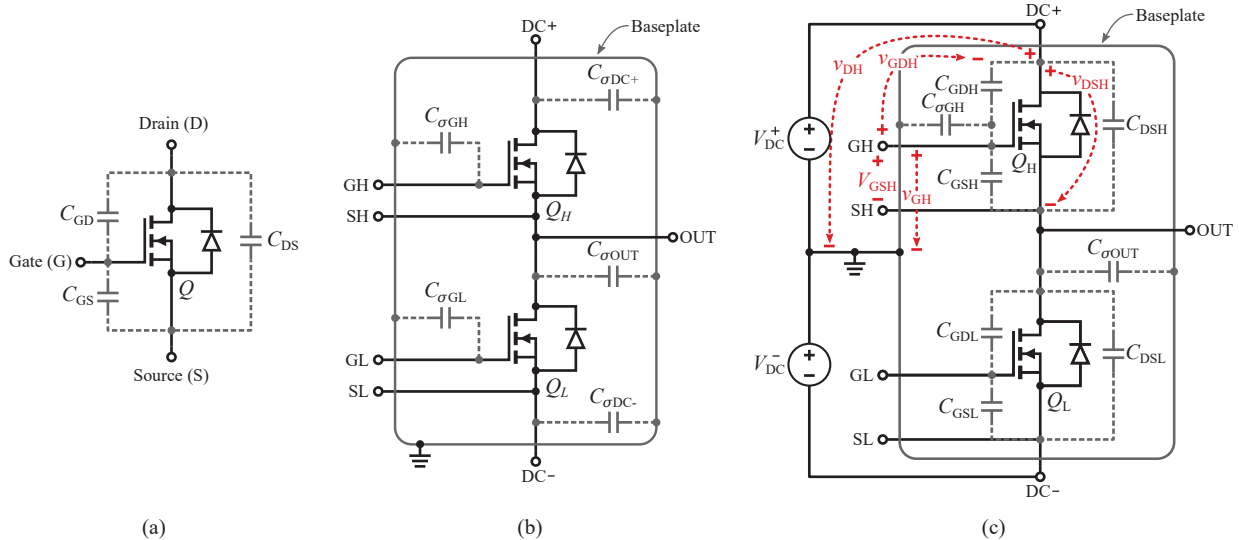 Drain (D)
C_GD
C_DS
Gate (G)
C_GS
Q
Source (S)
(a)
DC+
Baseplate
C_σDC+
C_σGH
GH
SH
Q_H
OUT
C_σOUT
C_σGL
GL
SL
Q_L
C_σDC-
DC−
(b)
DC+
Baseplate
v_DH
v_GDH
v_DSH
C_GDH
C_σGH
C_DSH
V_DC^+
GH
Q_H
V_GSH
C_GSH
v_GH
SH
OUT
C_σOUT
C_GDL
C_DSL
V_DC^−
GL
C_GSL
Q_L
SL
DC−
(c)